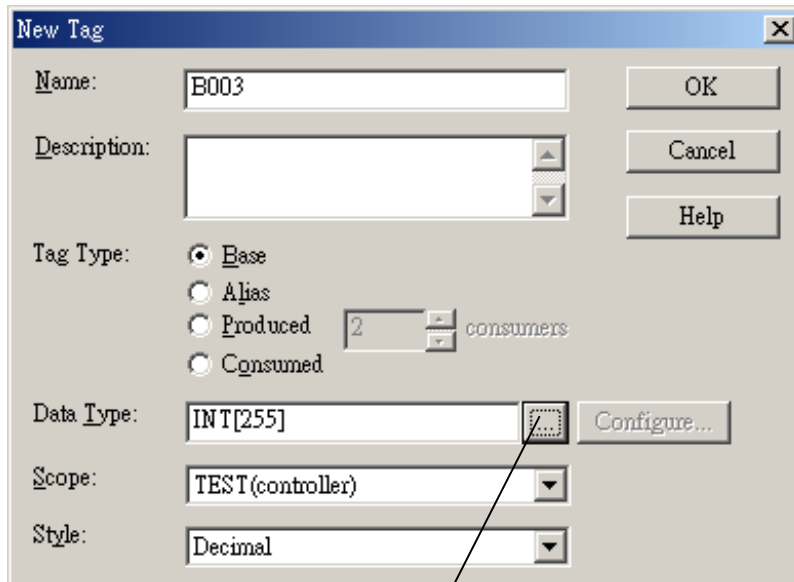 New Tag
Name: B003 OK
Description: Cancel
Help
Tag Type: Base
Alias
Produced 2 consumers
Consumed
Data Type: INT[255] ... Configure...
Scope: TEST(controller)
Style: Decimal